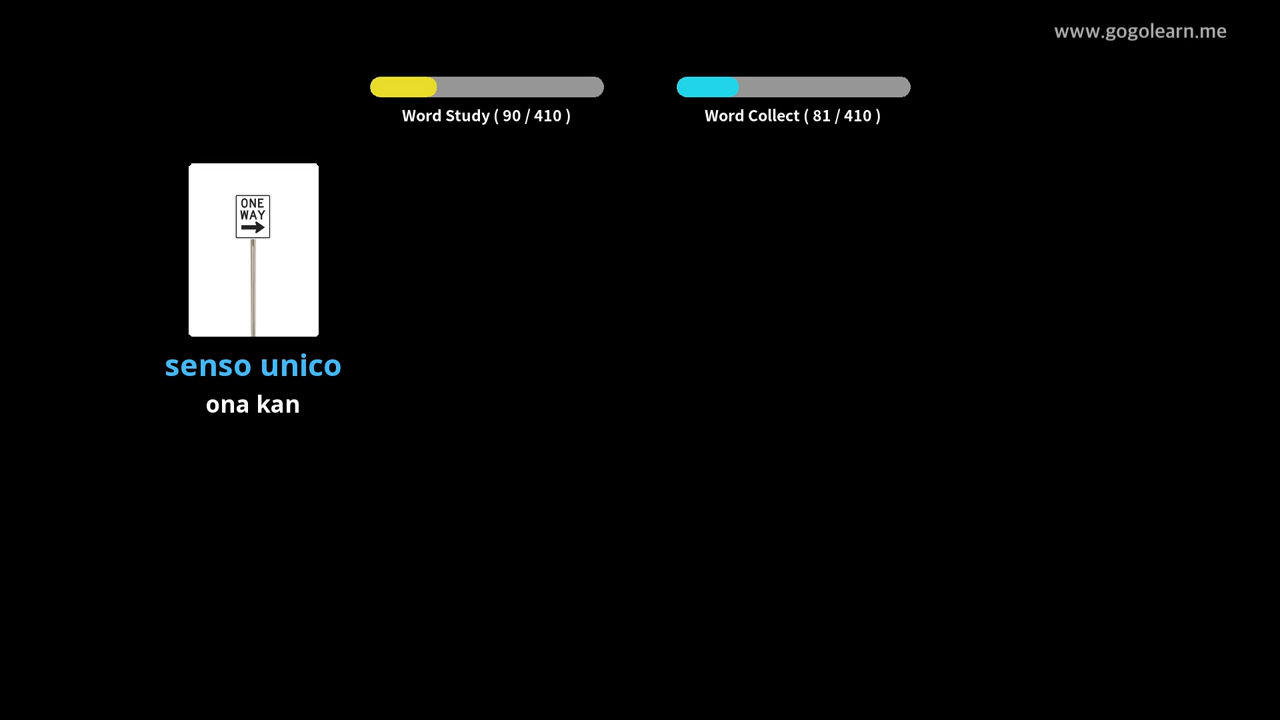 www.gogolearn.me
Word Study ( 90 / 410 )
Word Collect ( 81 / 410 )
ONE
WAY
senso unico
ona kan